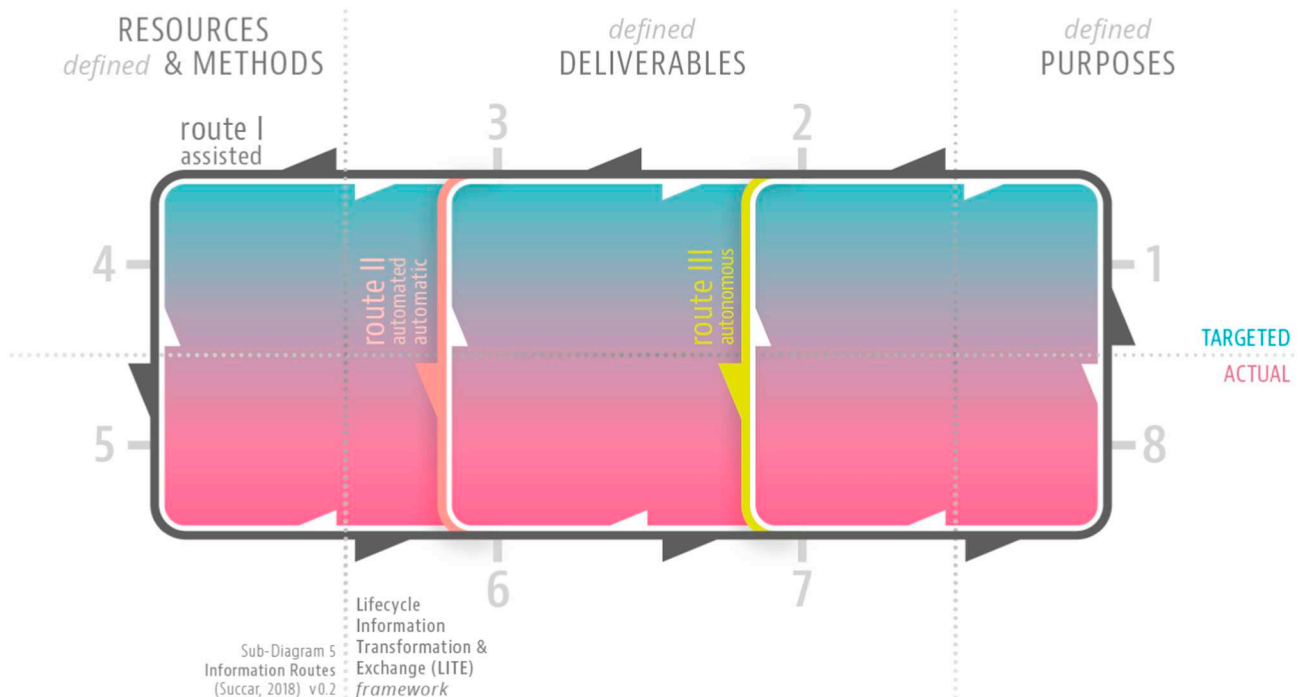 RESOURCES
defined & METHODS
defined
DELIVERABLES
defined
PURPOSES
route I
assisted
3
2
4
1
route II
automated
automatic
route III
autonomous
TARGETED
ACTUAL
5
8
6
7
Sub-Diagram 5
Information Routes
(Succar, 2018) v0.2
Lifecycle
Information
Transformation &
Exchange (LITE)
framework